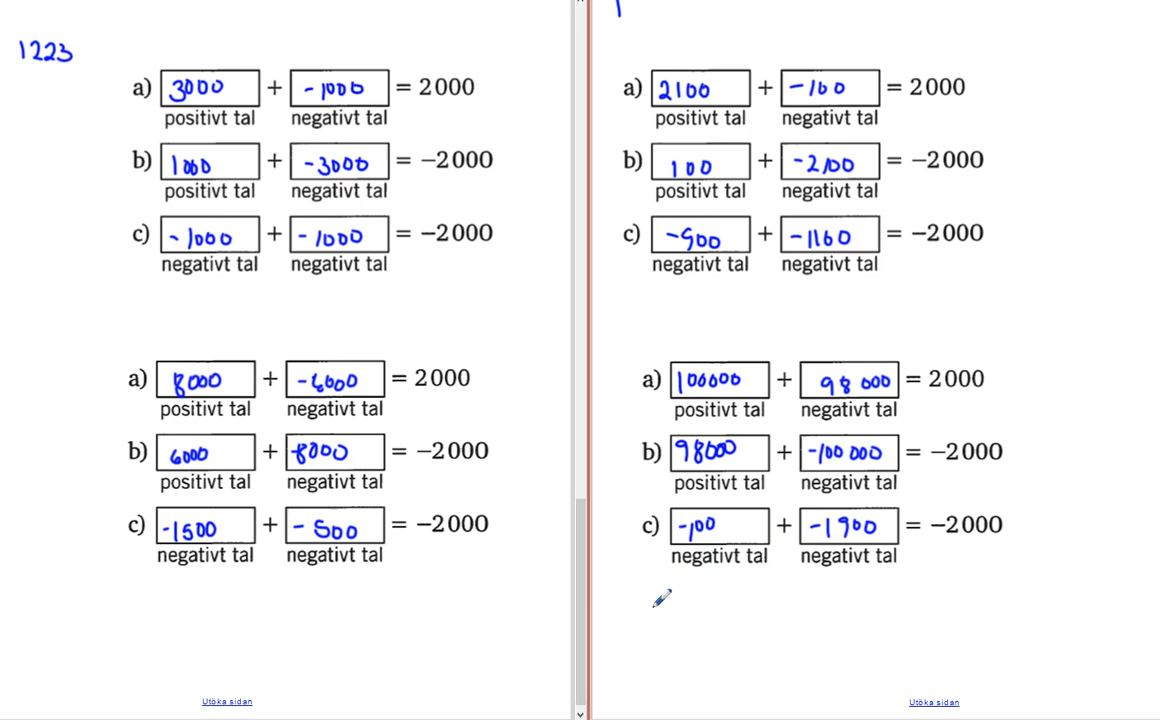 1223
a) 3000 + -1000 = 2000
positivt tal negativt tal
b) 1000 + -3000 = −2000
positivt tal negativt tal
c) -1000 + -1000 = −2000
negativt tal negativt tal
a) 8000 + -6000 = 2000
positivt tal negativt tal
b) 6000 + -8000 = −2000
positivt tal negativt tal
c) -1500 + -500 = −2000
negativt tal negativt tal
Utöka sidan
a) 2100 + -100 = 2000
positivt tal negativt tal
b) 100 + -2100 = −2000
positivt tal negativt tal
c) -900 + -1100 = −2000
negativt tal negativt tal
a) 100000 + 98 000 = 2000
positivt tal negativt tal
b) 98000 + -100 000 = −2000
positivt tal negativt tal
c) -100 + -1900 = −2000
negativt tal negativt tal
Utöka sidan